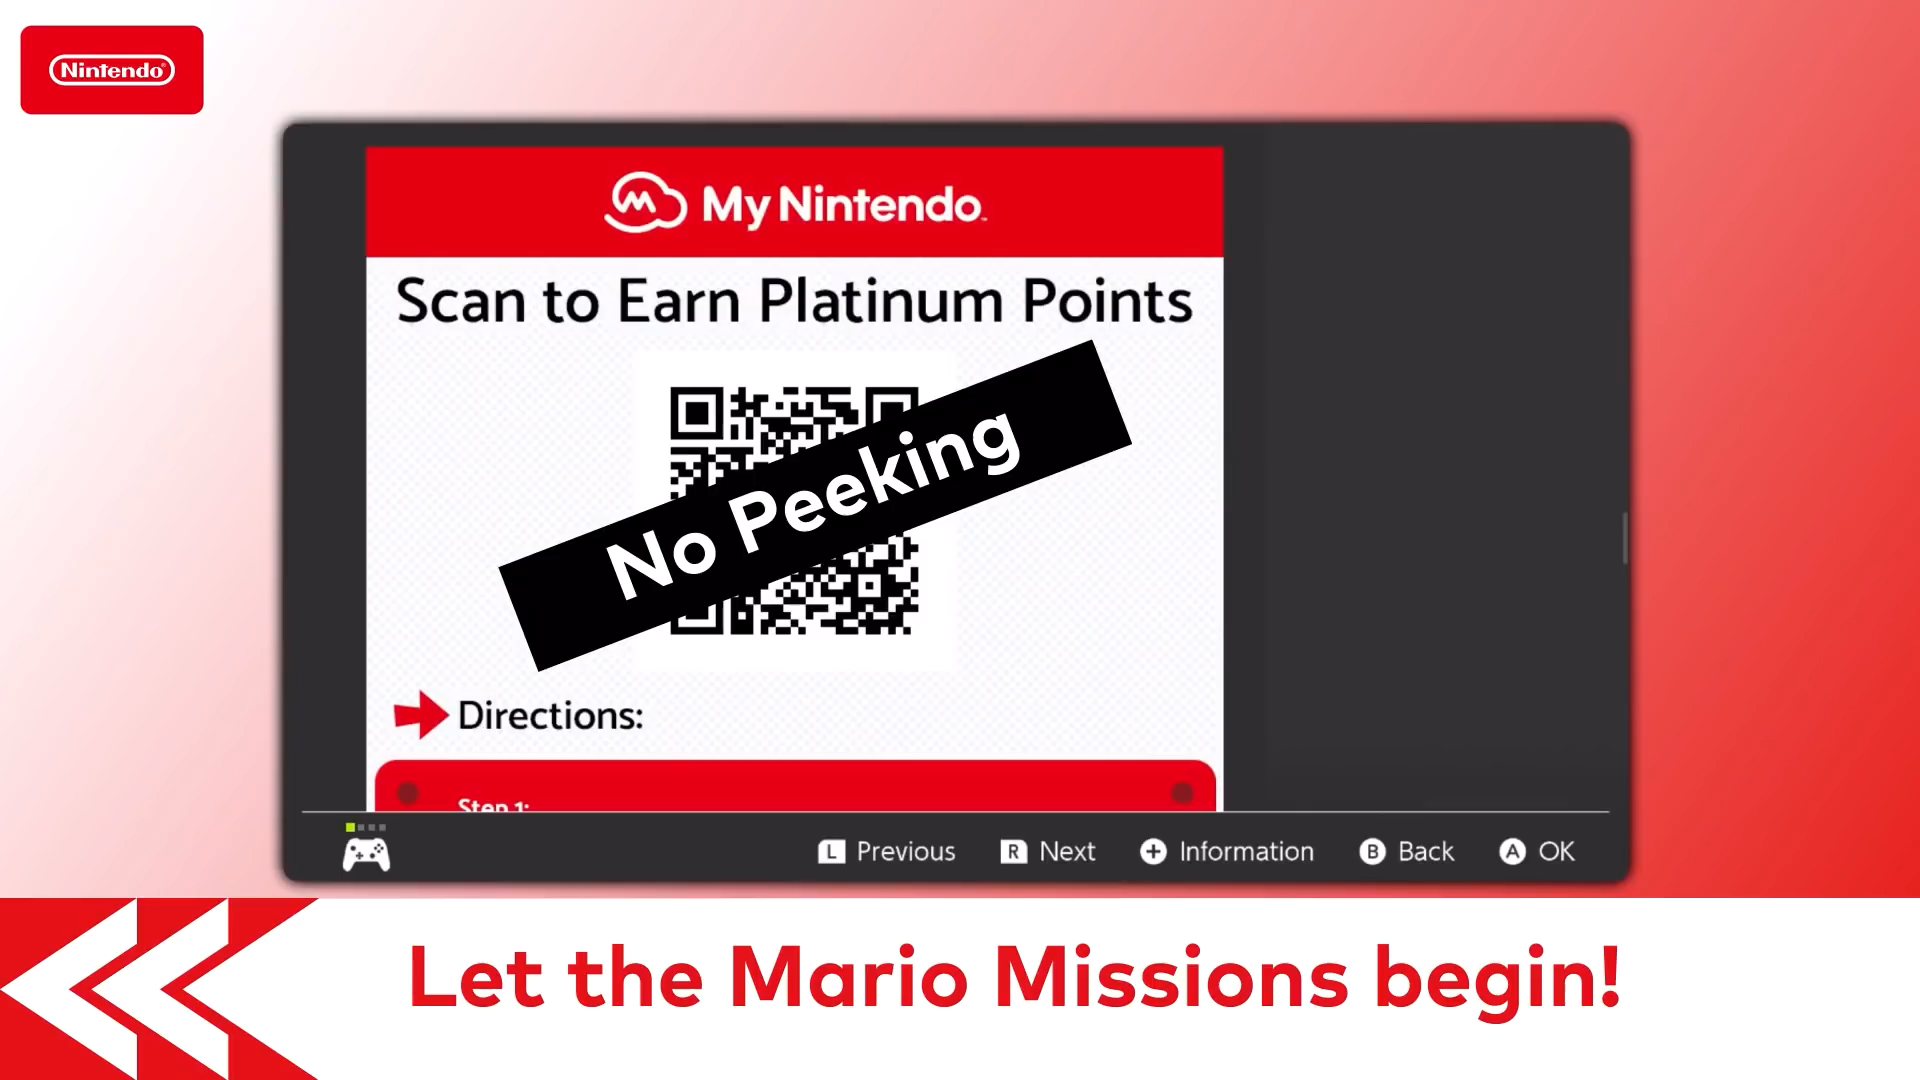 Nintendo
My Nintendo
Scan to Earn Platinum Points
No Peeking
Directions:
Step 1:
L Previous R Next + Information B Back A OK
Let the Mario Missions begin!